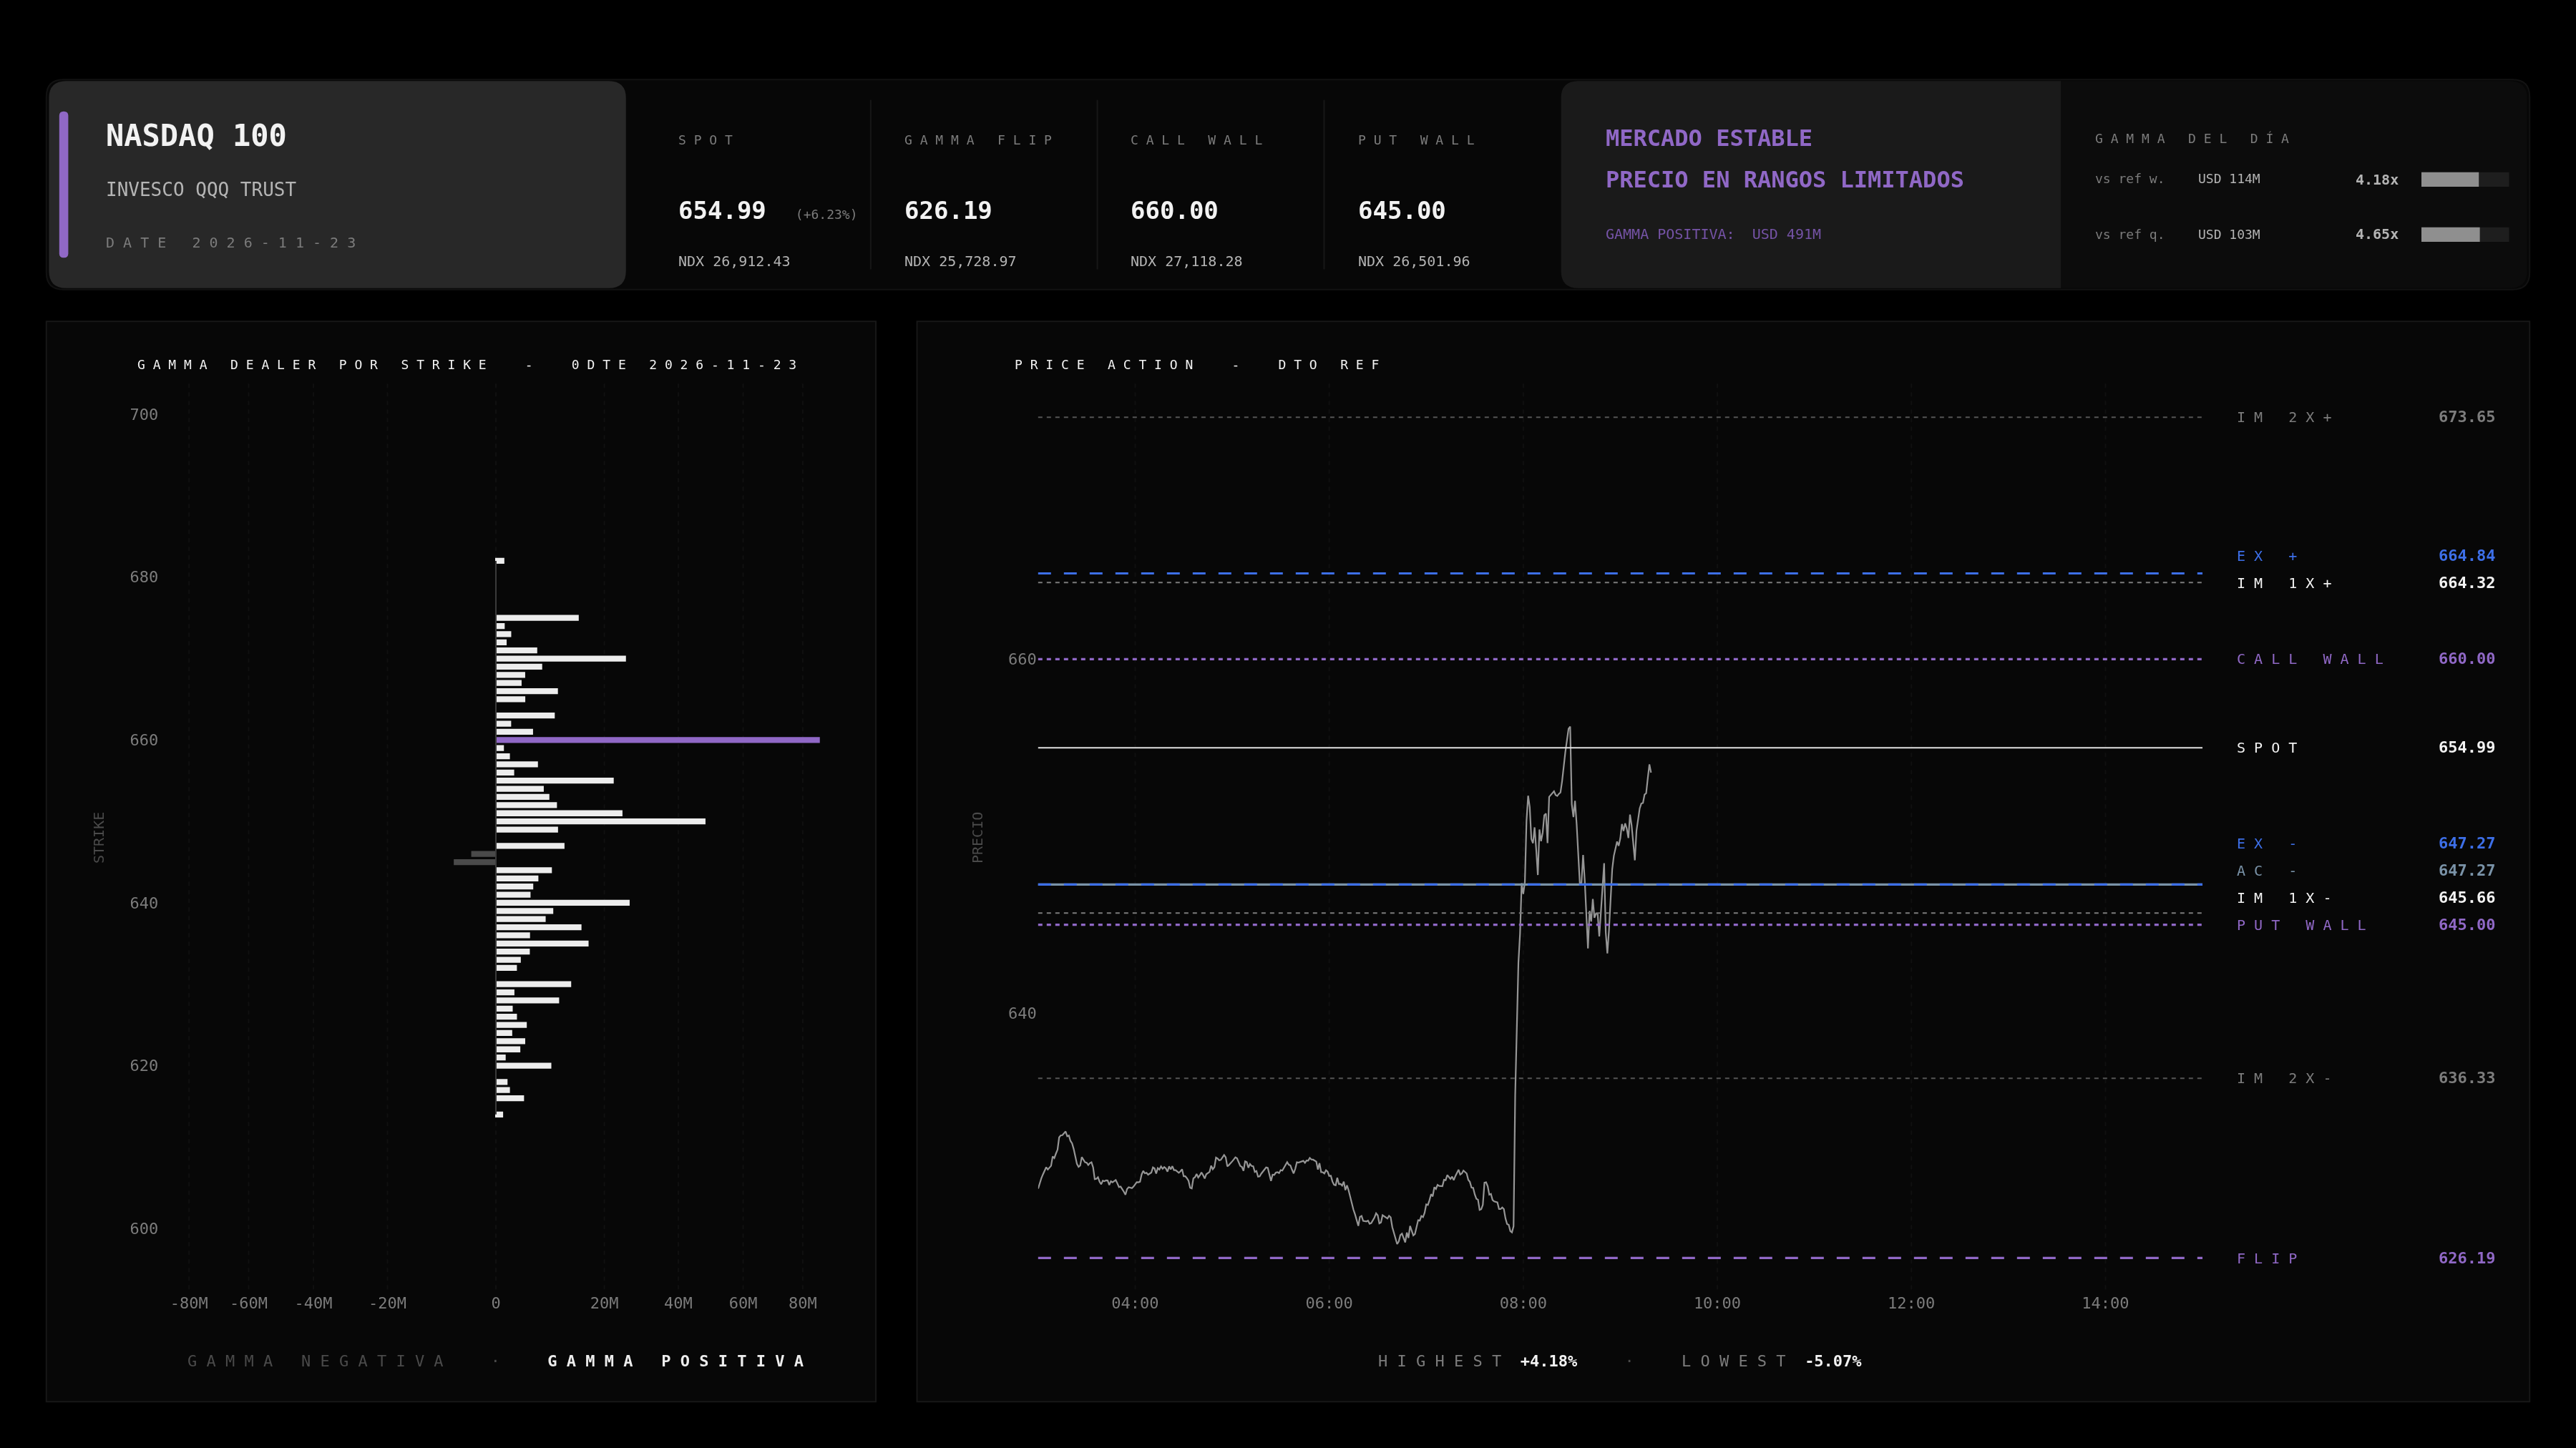 NASDAQ 100
INVESCO QQQ TRUST
DATE 2026-11-23
SPOT
654.99 (+6.23%)
NDX 26,912.43
GAMMA FLIP
626.19
NDX 25,728.97
CALL WALL
660.00
NDX 27,118.28
PUT WALL
645.00
NDX 26,501.96
MERCADO ESTABLE
PRECIO EN RANGOS LIMITADOS
GAMMA POSITIVA: USD 491M
GAMMA DEL DÍA
vs ref w. USD 114M 4.18x
vs ref q. USD 103M 4.65x
GAMMA DEALER POR STRIKE - 0DTE 2026-11-23
700
680
660
640
620
600
STRIKE
-80M -60M -40M -20M 0 20M 40M 60M 80M
GAMMA NEGATIVA · GAMMA POSITIVA
PRICE ACTION - DTO REF
660
640
PRECIO
IM 2X+ 673.65
EX + 664.84
IM 1X+ 664.32
CALL WALL 660.00
SPOT 654.99
EX - 647.27
AC - 647.27
IM 1X- 645.66
PUT WALL 645.00
IM 2X- 636.33
FLIP 626.19
04:00 06:00 08:00 10:00 12:00 14:00
HIGHEST +4.18% · LOWEST -5.07%